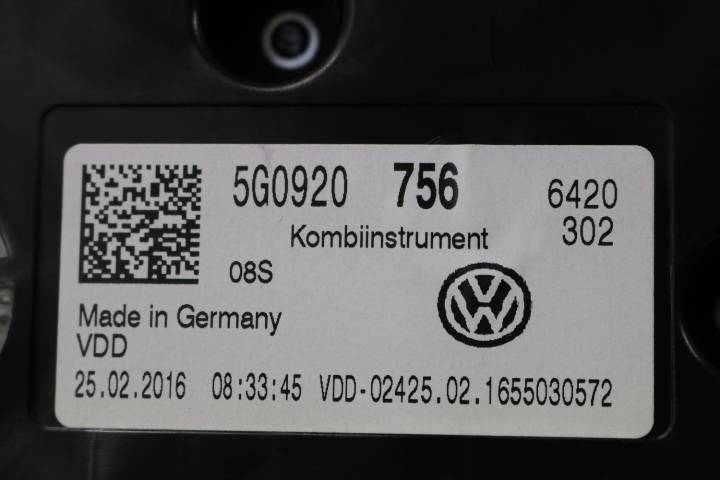 5G0920 756 6420
Kombiinstrument 302
08S
Made in Germany
VDD
25.02.2016 08:33:45 VDD-02425.02.1655030572